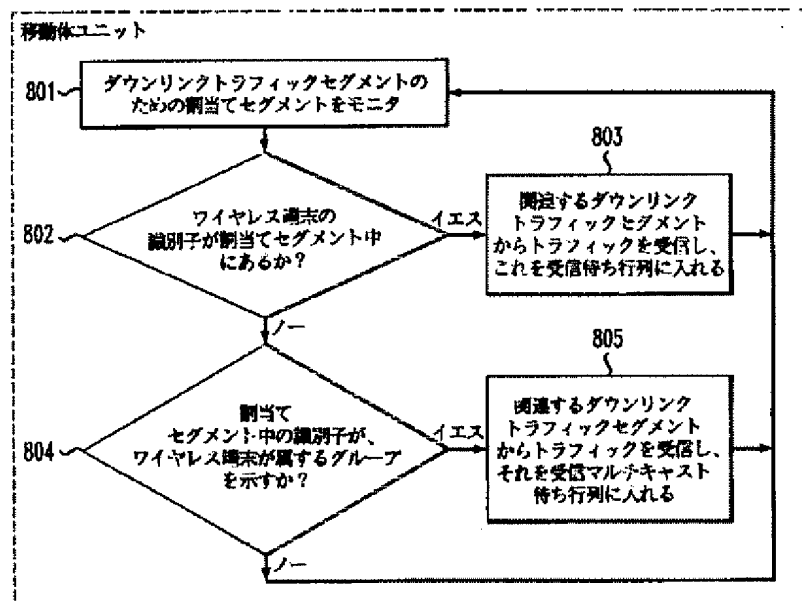 移動体ユニット
801
ダウンリンクトラフィックセグメントの
ための割当てセグメントをモニタ
802
ワイヤレス端末の
識別子が割当てセグメント中
にあるか?
イエス
803
関連するダウンリンク
トラフィックセグメント
からトラフィックを受信し、
これを受信待ち行列に入れる
ノー
804
割当て
セグメント中の識別子が、
ワイヤレス端末が属するグループ
を示すか?
イエス
805
関連するダウンリンク
トラフィックセグメント
からトラフィックを受信し、
それを受信マルチキャスト
待ち行列に入れる
ノー